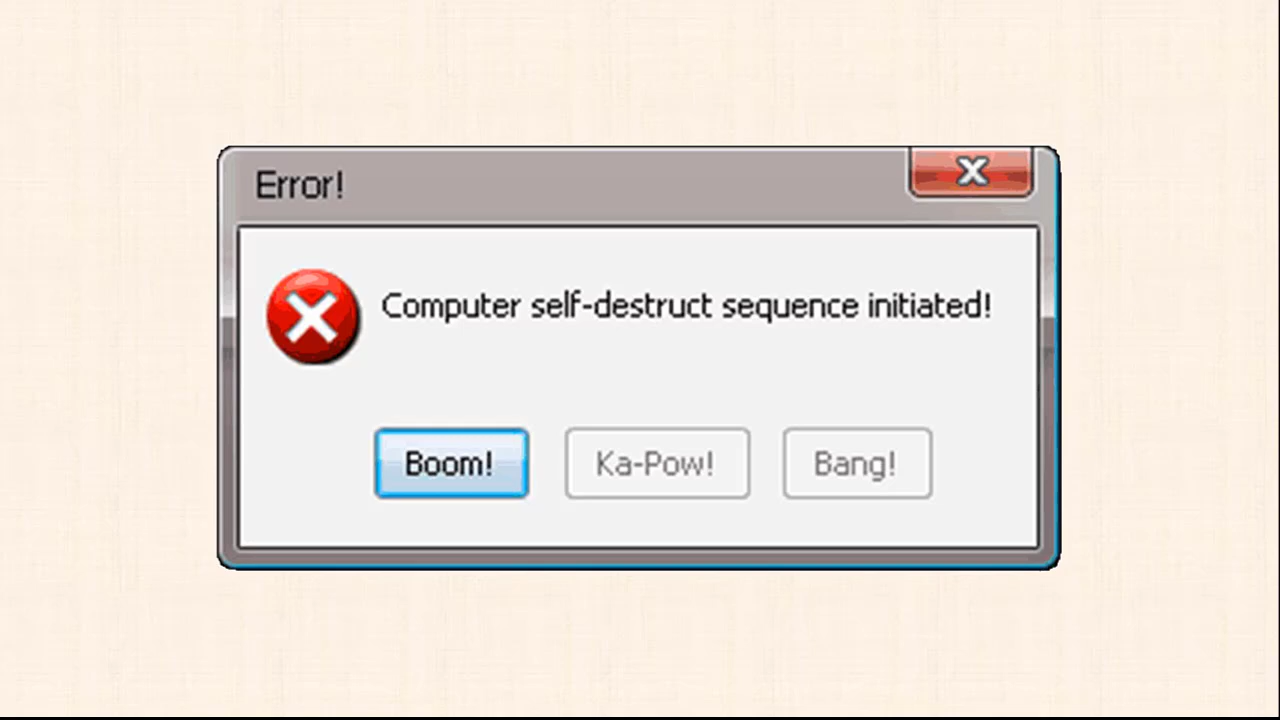 Error!
Computer self-destruct sequence initiated!
Boom! Ka-Pow! Bang!